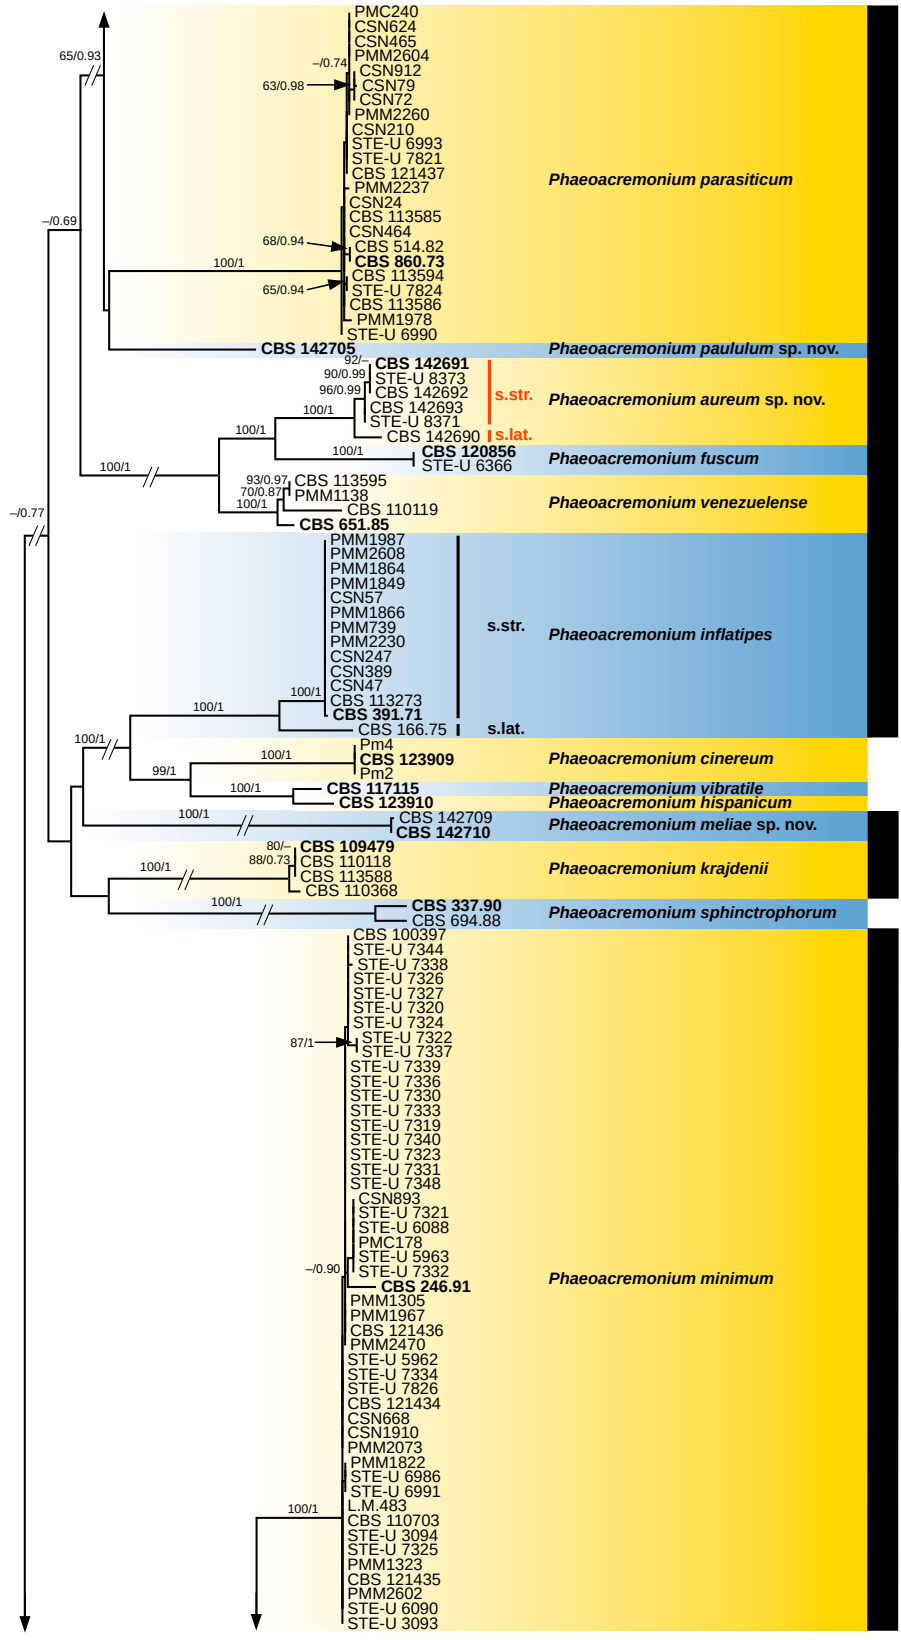 PMC240
CSN624
CSN465
65/0.93
PMM2604
–/0.74
CSN912
63/0.98
CSN79
CSN72
PMM2260
CSN210
STE-U 6993
STE-U 7821
CBS 121437
Phaeoacremonium parasiticum
PMM2237
CSN24
CBS 113585
–/0.69
CSN464
68/0.94
CBS 514.82
100/1
CBS 860.73
CBS 113594
65/0.94
STE-U 7824
CBS 113586
PMM1978
STE-U 6990
CBS 142705
Phaeoacremonium paululum sp. nov.
92/–
CBS 142691
90/0.99
STE-U 8373
96/0.99
CBS 142692
s.str.
Phaeoacremonium aureum sp. nov.
100/1
CBS 142693
STE-U 8371
100/1
CBS 142690
s.lat.
100/1
CBS 120856
Phaeoacremonium fuscum
STE-U 6366
100/1
93/0.97
CBS 113595
70/0.87
PMM1138
Phaeoacremonium venezuelense
100/1
CBS 110119
–/0.77
CBS 651.85
PMM1987
PMM2608
PMM1864
PMM1849
CSN57
PMM1866
PMM739
s.str.
Phaeoacremonium inflatipes
PMM2230
CSN247
CSN389
CSN47
100/1
CBS 113273
100/1
CBS 391.71
CBS 166.75
s.lat.
100/1
Pm4
100/1
CBS 123909
Phaeoacremonium cinereum
99/1
Pm2
100/1
CBS 117115
Phaeoacremonium vibratile
CBS 123910
Phaeoacremonium hispanicum
100/1
CBS 142709
Phaeoacremonium meliae sp. nov.
CBS 142710
80/–
CBS 109479
88/0.73
CBS 110118
Phaeoacremonium krajdenii
100/1
CBS 113588
CBS 110368
100/1
CBS 337.90
Phaeoacremonium sphinctrophorum
CBS 694.88
CBS 100397
STE-U 7344
STE-U 7338
STE-U 7326
STE-U 7327
STE-U 7320
STE-U 7324
87/1
STE-U 7322
STE-U 7337
STE-U 7339
STE-U 7336
STE-U 7330
STE-U 7333
STE-U 7319
STE-U 7340
STE-U 7323
STE-U 7331
STE-U 7348
CSN893
STE-U 7321
STE-U 6088
PMC178
STE-U 5963
–/0.90
STE-U 7332
Phaeoacremonium minimum
CBS 246.91
PMM1305
PMM1967
CBS 121436
PMM2470
STE-U 5962
STE-U 7334
STE-U 7826
CBS 121434
CSN668
CSN1910
PMM2073
PMM1822
STE-U 6986
STE-U 6991
100/1
L.M.483
CBS 110703
STE-U 3094
STE-U 7325
PMM1323
CBS 121435
PMM2602
STE-U 6090
STE-U 3093